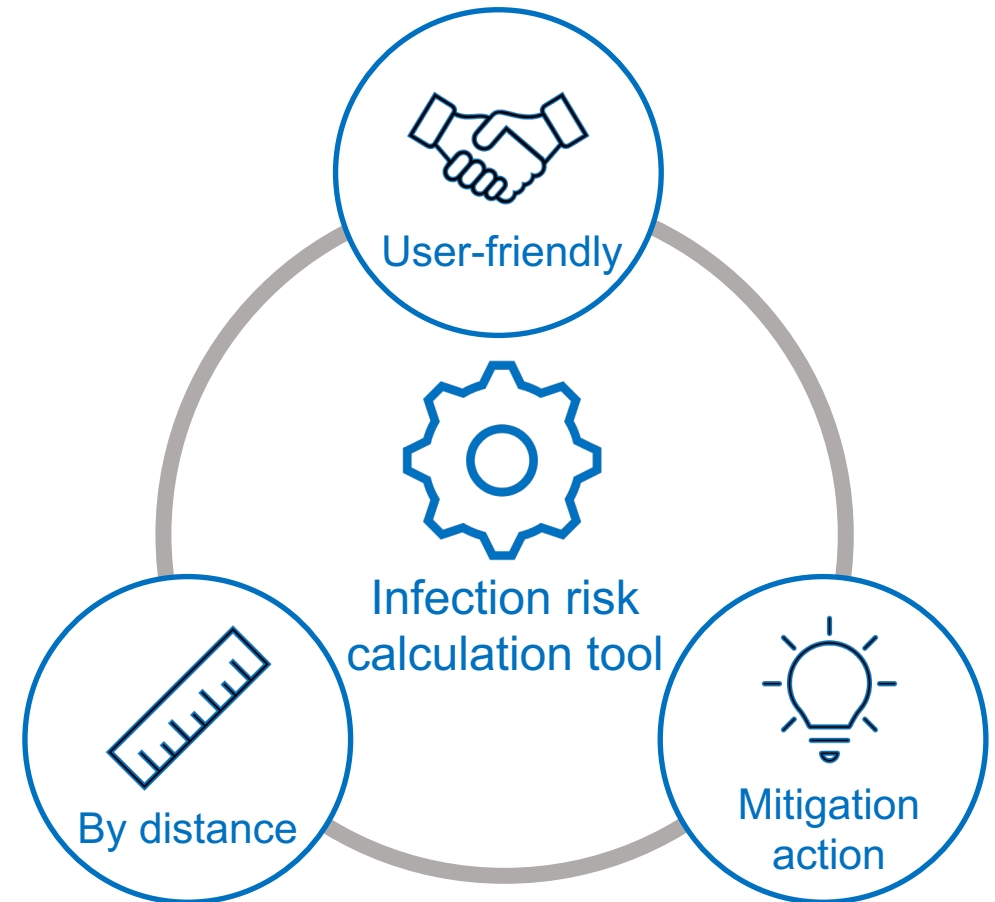 User-friendly
Infection risk
calculation tool
By distance
Mitigation
action